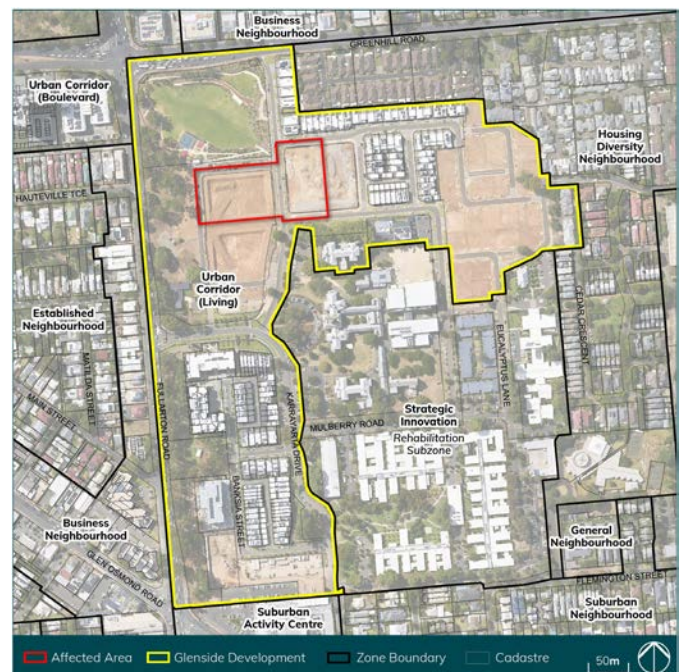 Business
Neighbourhood
GREENHILL ROAD
Urban Corridor
(Boulevard)
Housing
Diversity
Neighbourhood
HAUTEVILLE TCE
Urban
Corridor
(Living)
Established
Neighbourhood
MATILDA STREET
CEDAR CRESCENT
EUCALYPTUS LANE
FULLARTON ROAD
KARRAYARTA DRIVE
MAIN STREET
Strategic
Innovation
Rehabilitation
Subzone
MULBERRY ROAD
BANKSIA STREET
Business
Neighbourhood
GLEN OSMOND ROAD
General
Neighbourhood
FLEMINGTON STREET
Suburban
Activity Centre
Suburban
Neighbourhood
Affected Area
Glenside Development
Zone Boundary
Cadastre
50m